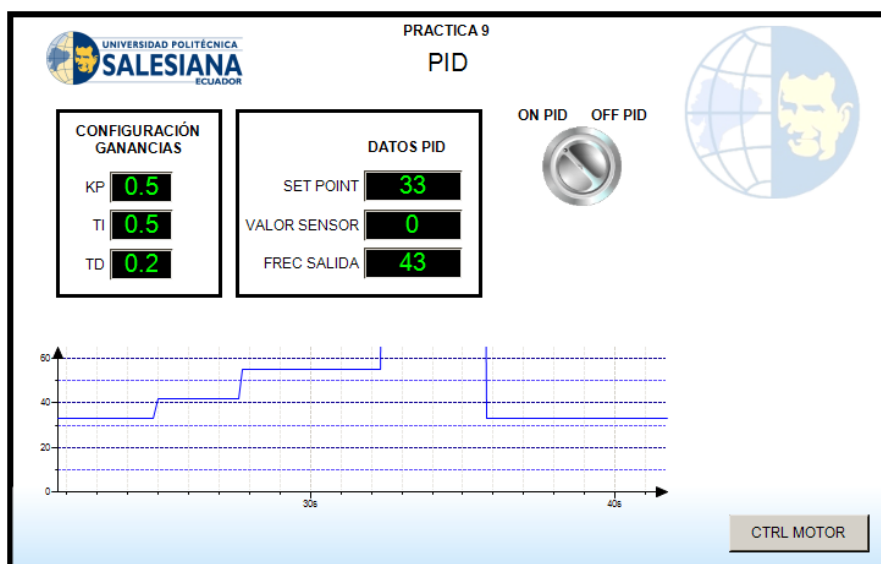 PRACTICA 9
PID
UNIVERSIDAD POLITÉCNICA
SALESIANA
ECUADOR
CONFIGURACIÓN
GANANCIAS
KP 0.5
TI 0.5
TD 0.2
DATOS PID
SET POINT 33
VALOR SENSOR 0
FREC SALIDA 43
ON PID OFF PID
60
40
20
0
30s 40s
CTRL MOTOR